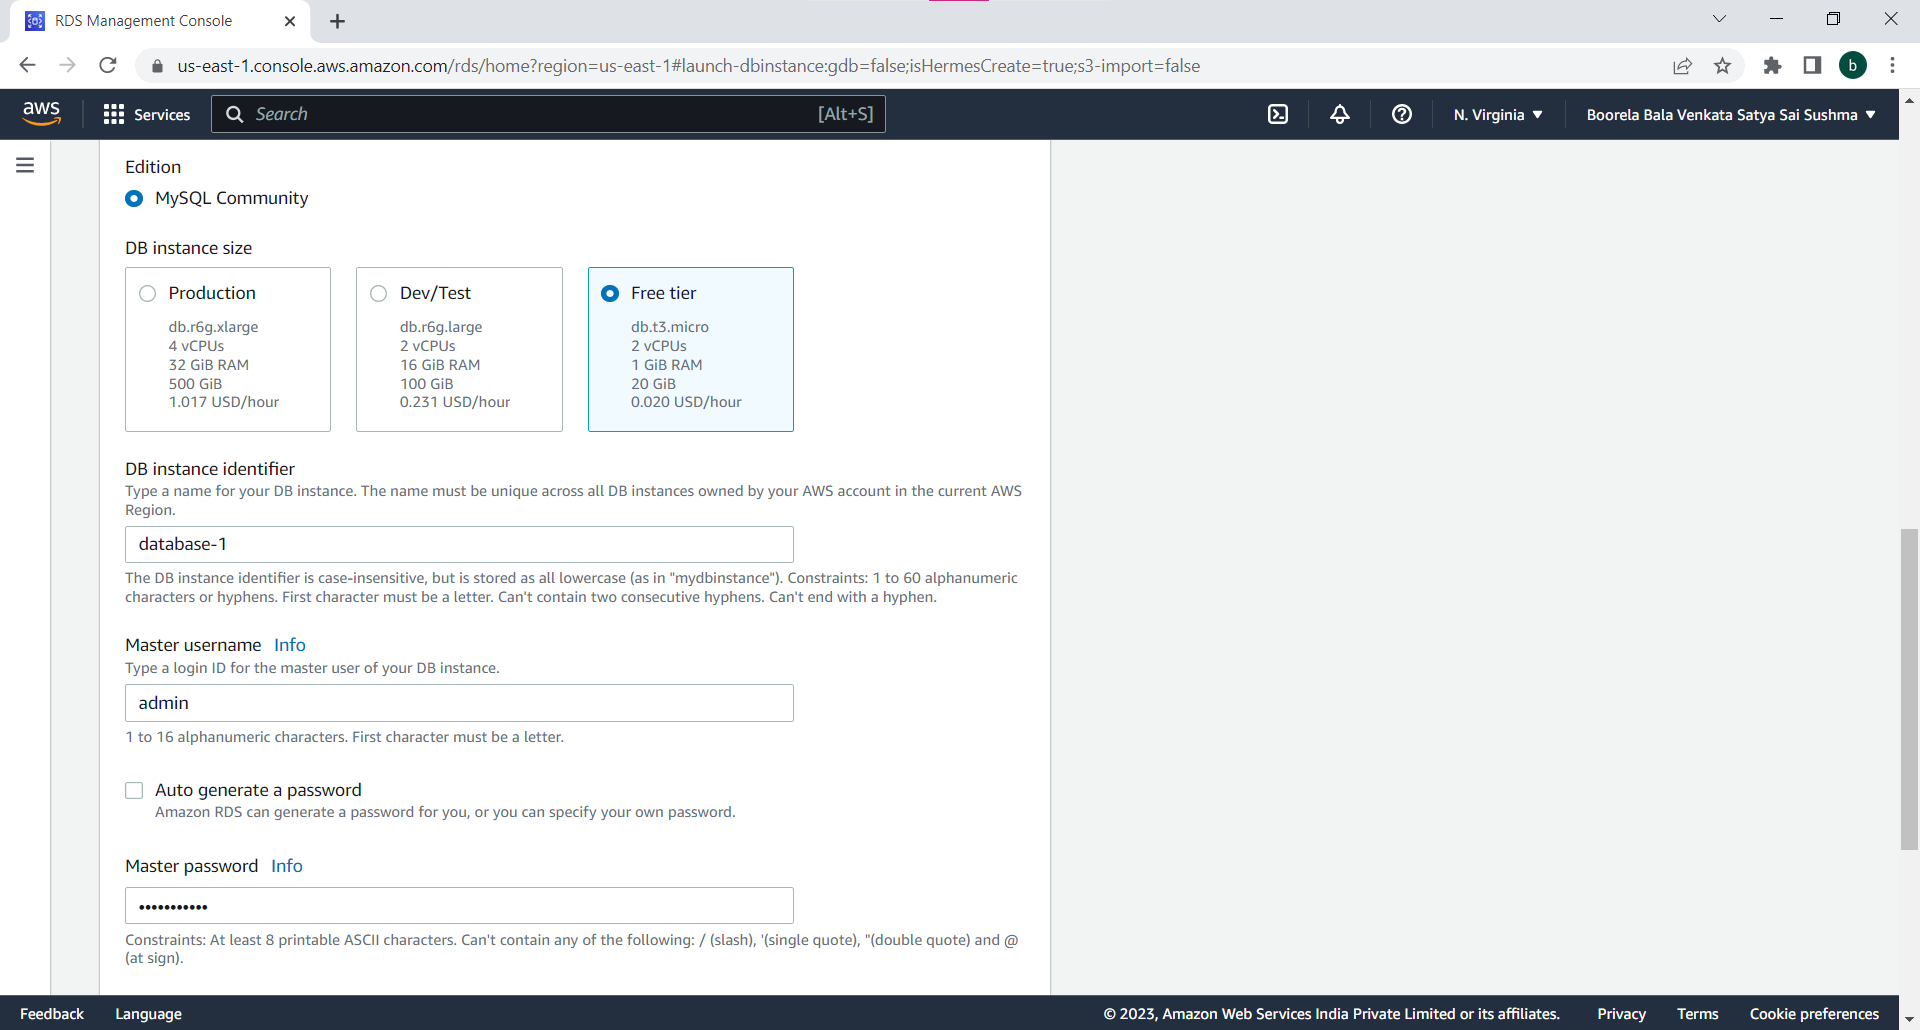 RDS Management Console
us-east-1.console.aws.amazon.com/rds/home?region=us-east-1#launch-dbinstance:gdb=false;isHermesCreate=true;s3-import=false
b
aws
Services
Search
[Alt+S]
N. Virginia
Boorela Bala Venkata Satya Sai Sushma
Edition
MySQL Community
DB instance size
Production
db.r6g.xlarge
4 vCPUs
32 GiB RAM
500 GiB
1.017 USD/hour
Dev/Test
db.r6g.large
2 vCPUs
16 GiB RAM
100 GiB
0.231 USD/hour
Free tier
db.t3.micro
2 vCPUs
1 GiB RAM
20 GiB
0.020 USD/hour
DB instance identifier
Type a name for your DB instance. The name must be unique across all DB instances owned by your AWS account in the current AWS
Region.
database-1
The DB instance identifier is case-insensitive, but is stored as all lowercase (as in "mydbinstance"). Constraints: 1 to 60 alphanumeric
characters or hyphens. First character must be a letter. Can't contain two consecutive hyphens. Can't end with a hyphen.
Master username Info
Type a login ID for the master user of your DB instance.
admin
1 to 16 alphanumeric characters. First character must be a letter.
Auto generate a password
Amazon RDS can generate a password for you, or you can specify your own password.
Master password Info
•••••••••••
Constraints: At least 8 printable ASCII characters. Can't contain any of the following: / (slash), '(single quote), "(double quote) and @
(at sign).
Feedback
Language
© 2023, Amazon Web Services India Private Limited or its affiliates.
Privacy
Terms
Cookie preferences